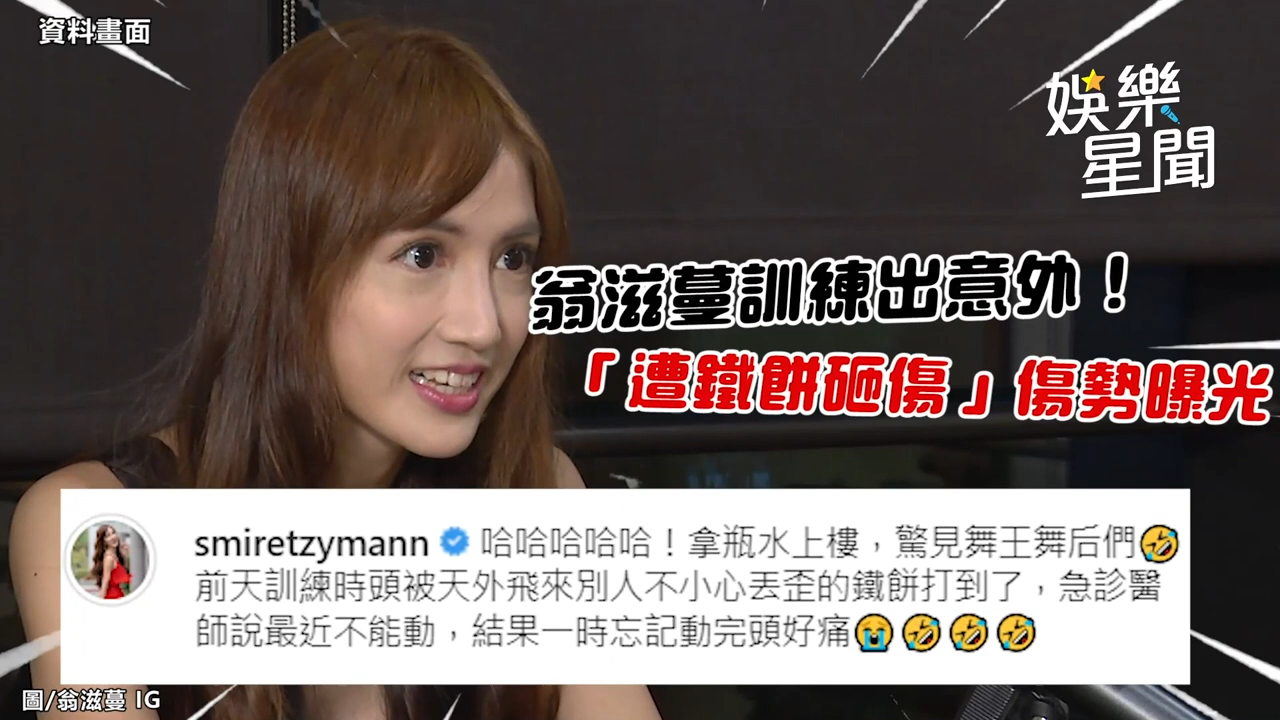 資料畫面
娛樂
星聞
翁滋蔓訓練出意外！
「遭鐵餅砸傷」傷勢曝光
smiretzymann 哈哈哈哈哈！拿瓶水上樓，驚見舞王舞后們🤣
前天訓練時頭被天外飛來別人不小心丟歪的鐵餅打到了，急診醫
師說最近不能動，結果一時忘記動完頭好痛😭🤣🤣🤣
圖/翁滋蔓 IG